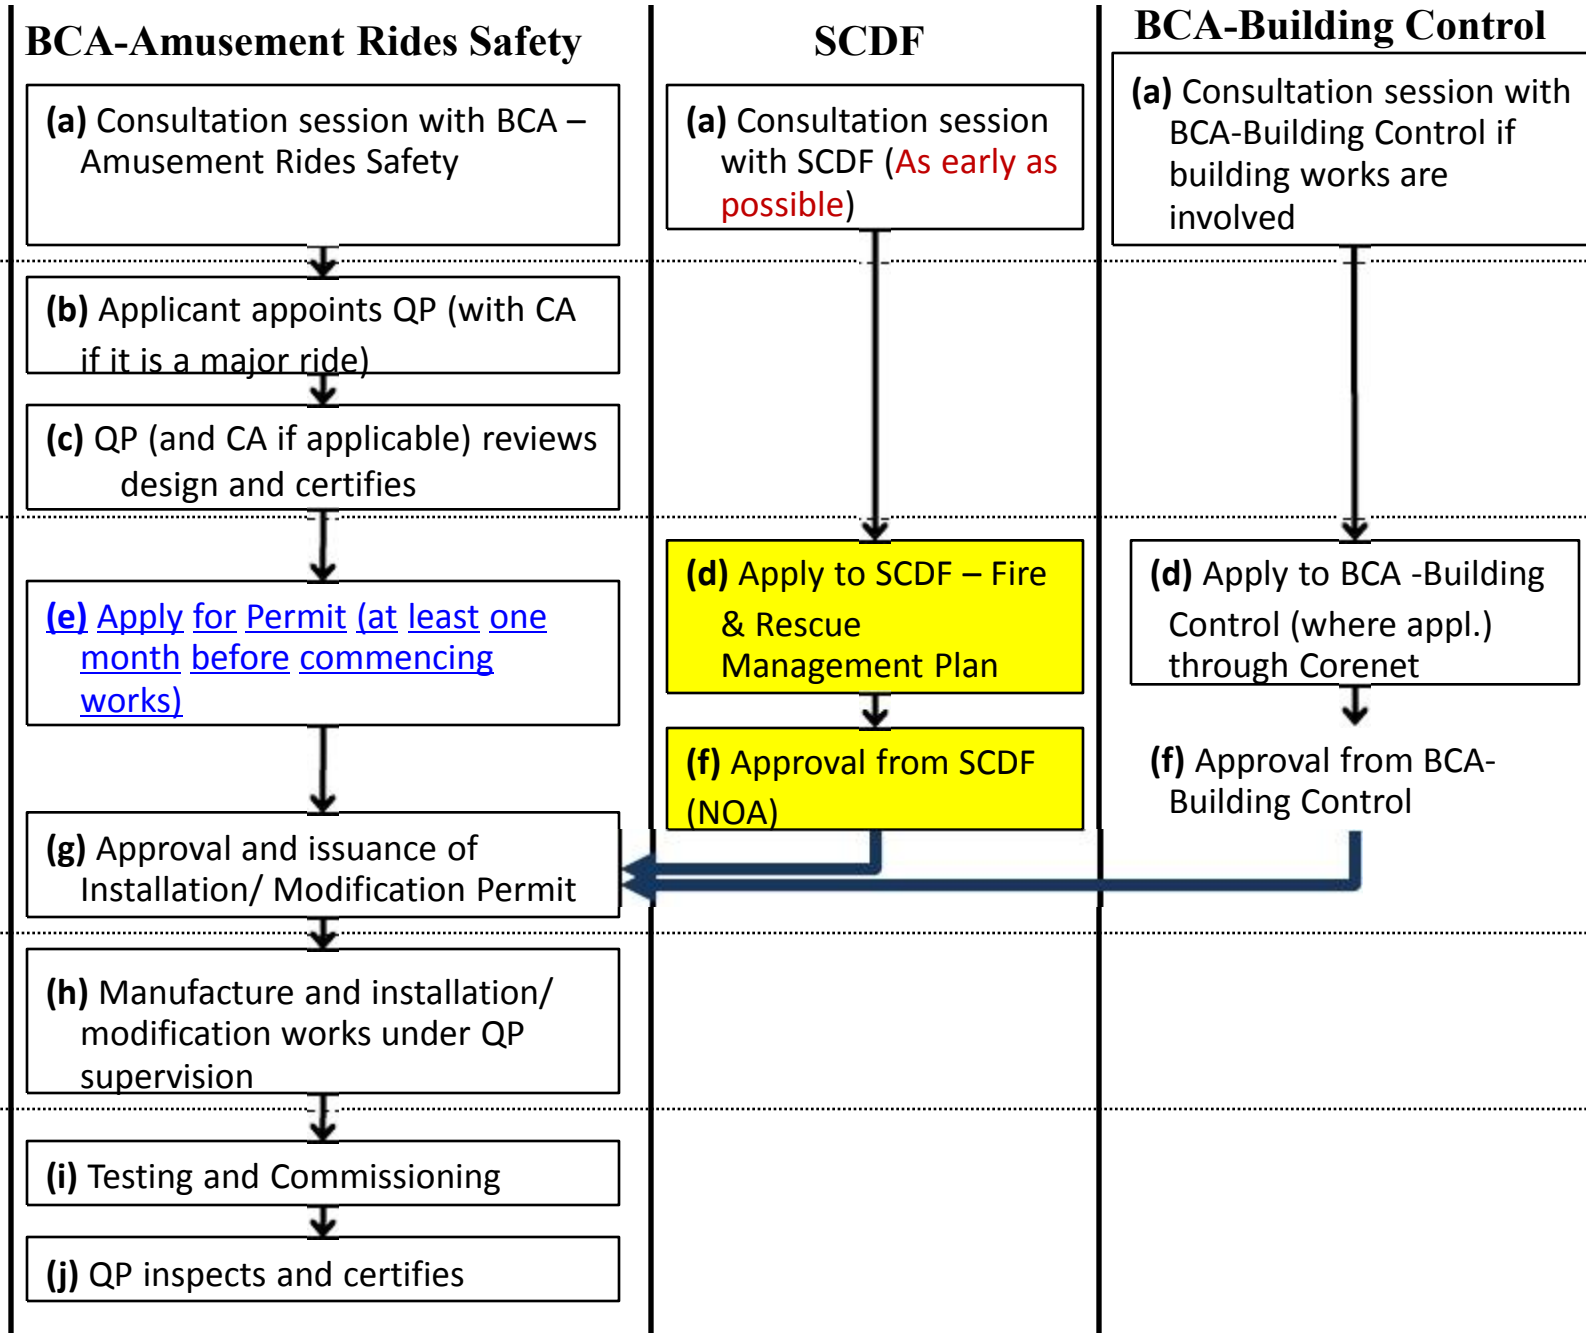 BCA-Amusement Rides Safety
(a) Consultation session with BCA –
Amusement Rides Safety
(b) Applicant appoints QP (with CA
if it is a major ride)
(c) QP (and CA if applicable) reviews
design and certifies
(e) Apply for Permit (at least one
month before commencing
works)
(g) Approval and issuance of
Installation/ Modification Permit
(h) Manufacture and installation/
modification works under QP
supervision
(i) Testing and Commissioning
(j) QP inspects and certifies
SCDF
(a) Consultation session
with SCDF (As early as
possible)
(d) Apply to SCDF – Fire
& Rescue
Management Plan
(f) Approval from SCDF
(NOA)
BCA-Building Control
(a) Consultation session with
BCA-Building Control if
building works are
involved
(d) Apply to BCA -Building
Control (where appl.)
through Corenet
(f) Approval from BCA-
Building Control